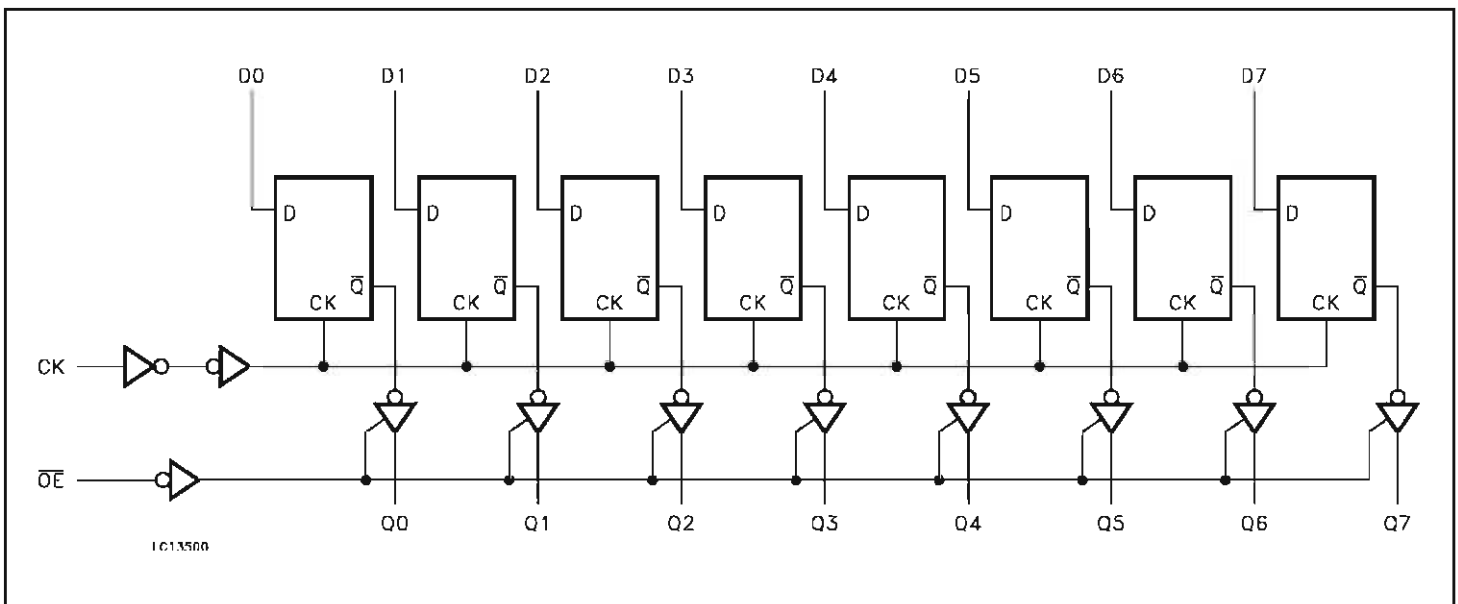 D0 D1 D2 D3 D4 D5 D6 D7
D D D D D D D D
Q̅ Q̅ Q̅ Q̅ Q̅ Q̅ Q̅ Q̅
CK CK CK CK CK CK CK CK
CK
O̅E̅
Q0 Q1 Q2 Q3 Q4 Q5 Q6 Q7
LC13500